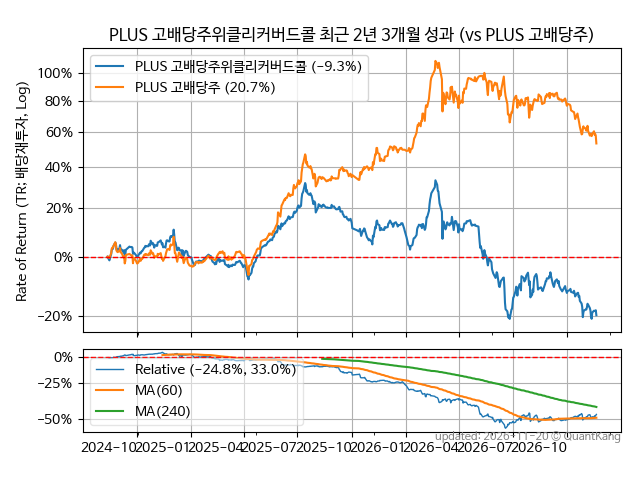 PLUS 고배당주위클리커버드콜 최근 2년 3개월 성과 (vs PLUS 고배당주)
Rate of Return (TR: 배당재투자, Log)
100%
80%
60%
40%
20%
0%
−20%
PLUS 고배당주위클리커버드콜 (−9.3%)
PLUS 고배당주 (20.7%)
0%
−25%
−50%
Relative (−24.8%, 33.0%)
MA(60)
MA(240)
2024-10 2025-01 2025-04 2025-07 2025-10 2026-01 2026-04 2026-07 2026-10
updated: 2026-11-20 © QuantKang